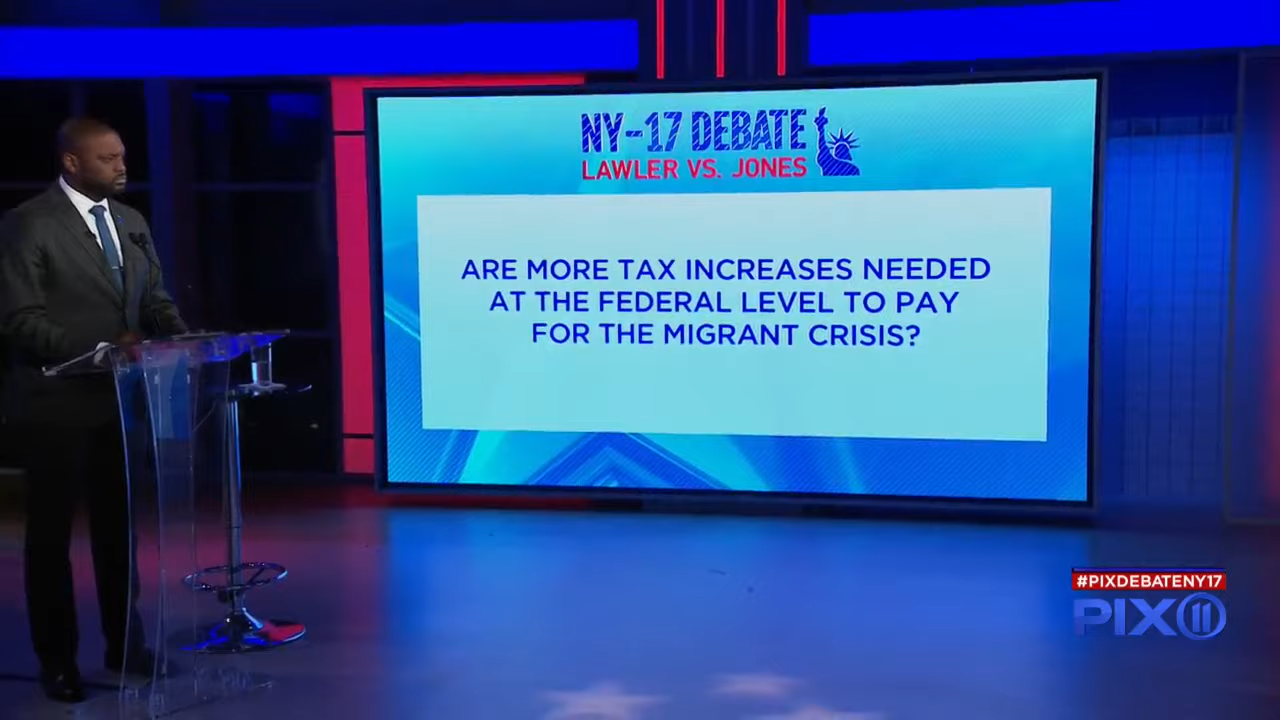 NY-17 DEBATE
LAWLER VS. JONES
ARE MORE TAX INCREASES NEEDED
AT THE FEDERAL LEVEL TO PAY
FOR THE MIGRANT CRISIS?
#PIXDEBATENY17
PIX11